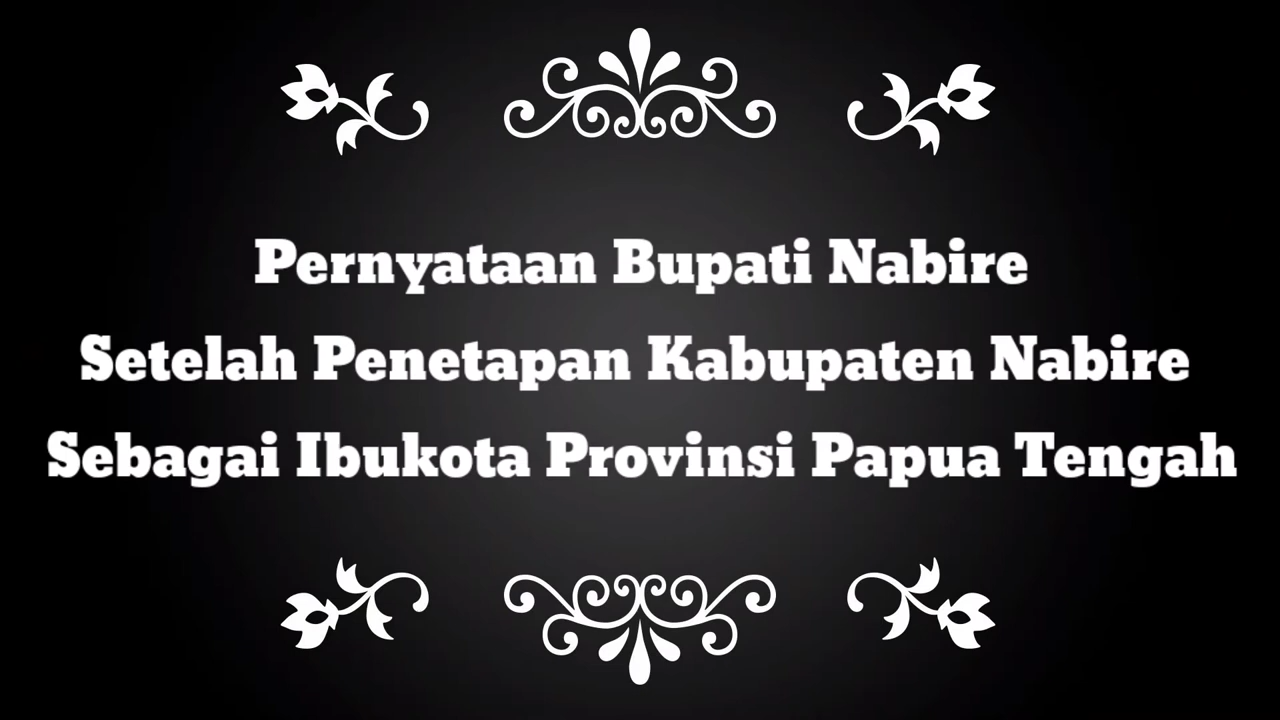 Pernyataan Bupati Nabire
Setelah Penetapan Kabupaten Nabire
Sebagai Ibukota Provinsi Papua Tengah